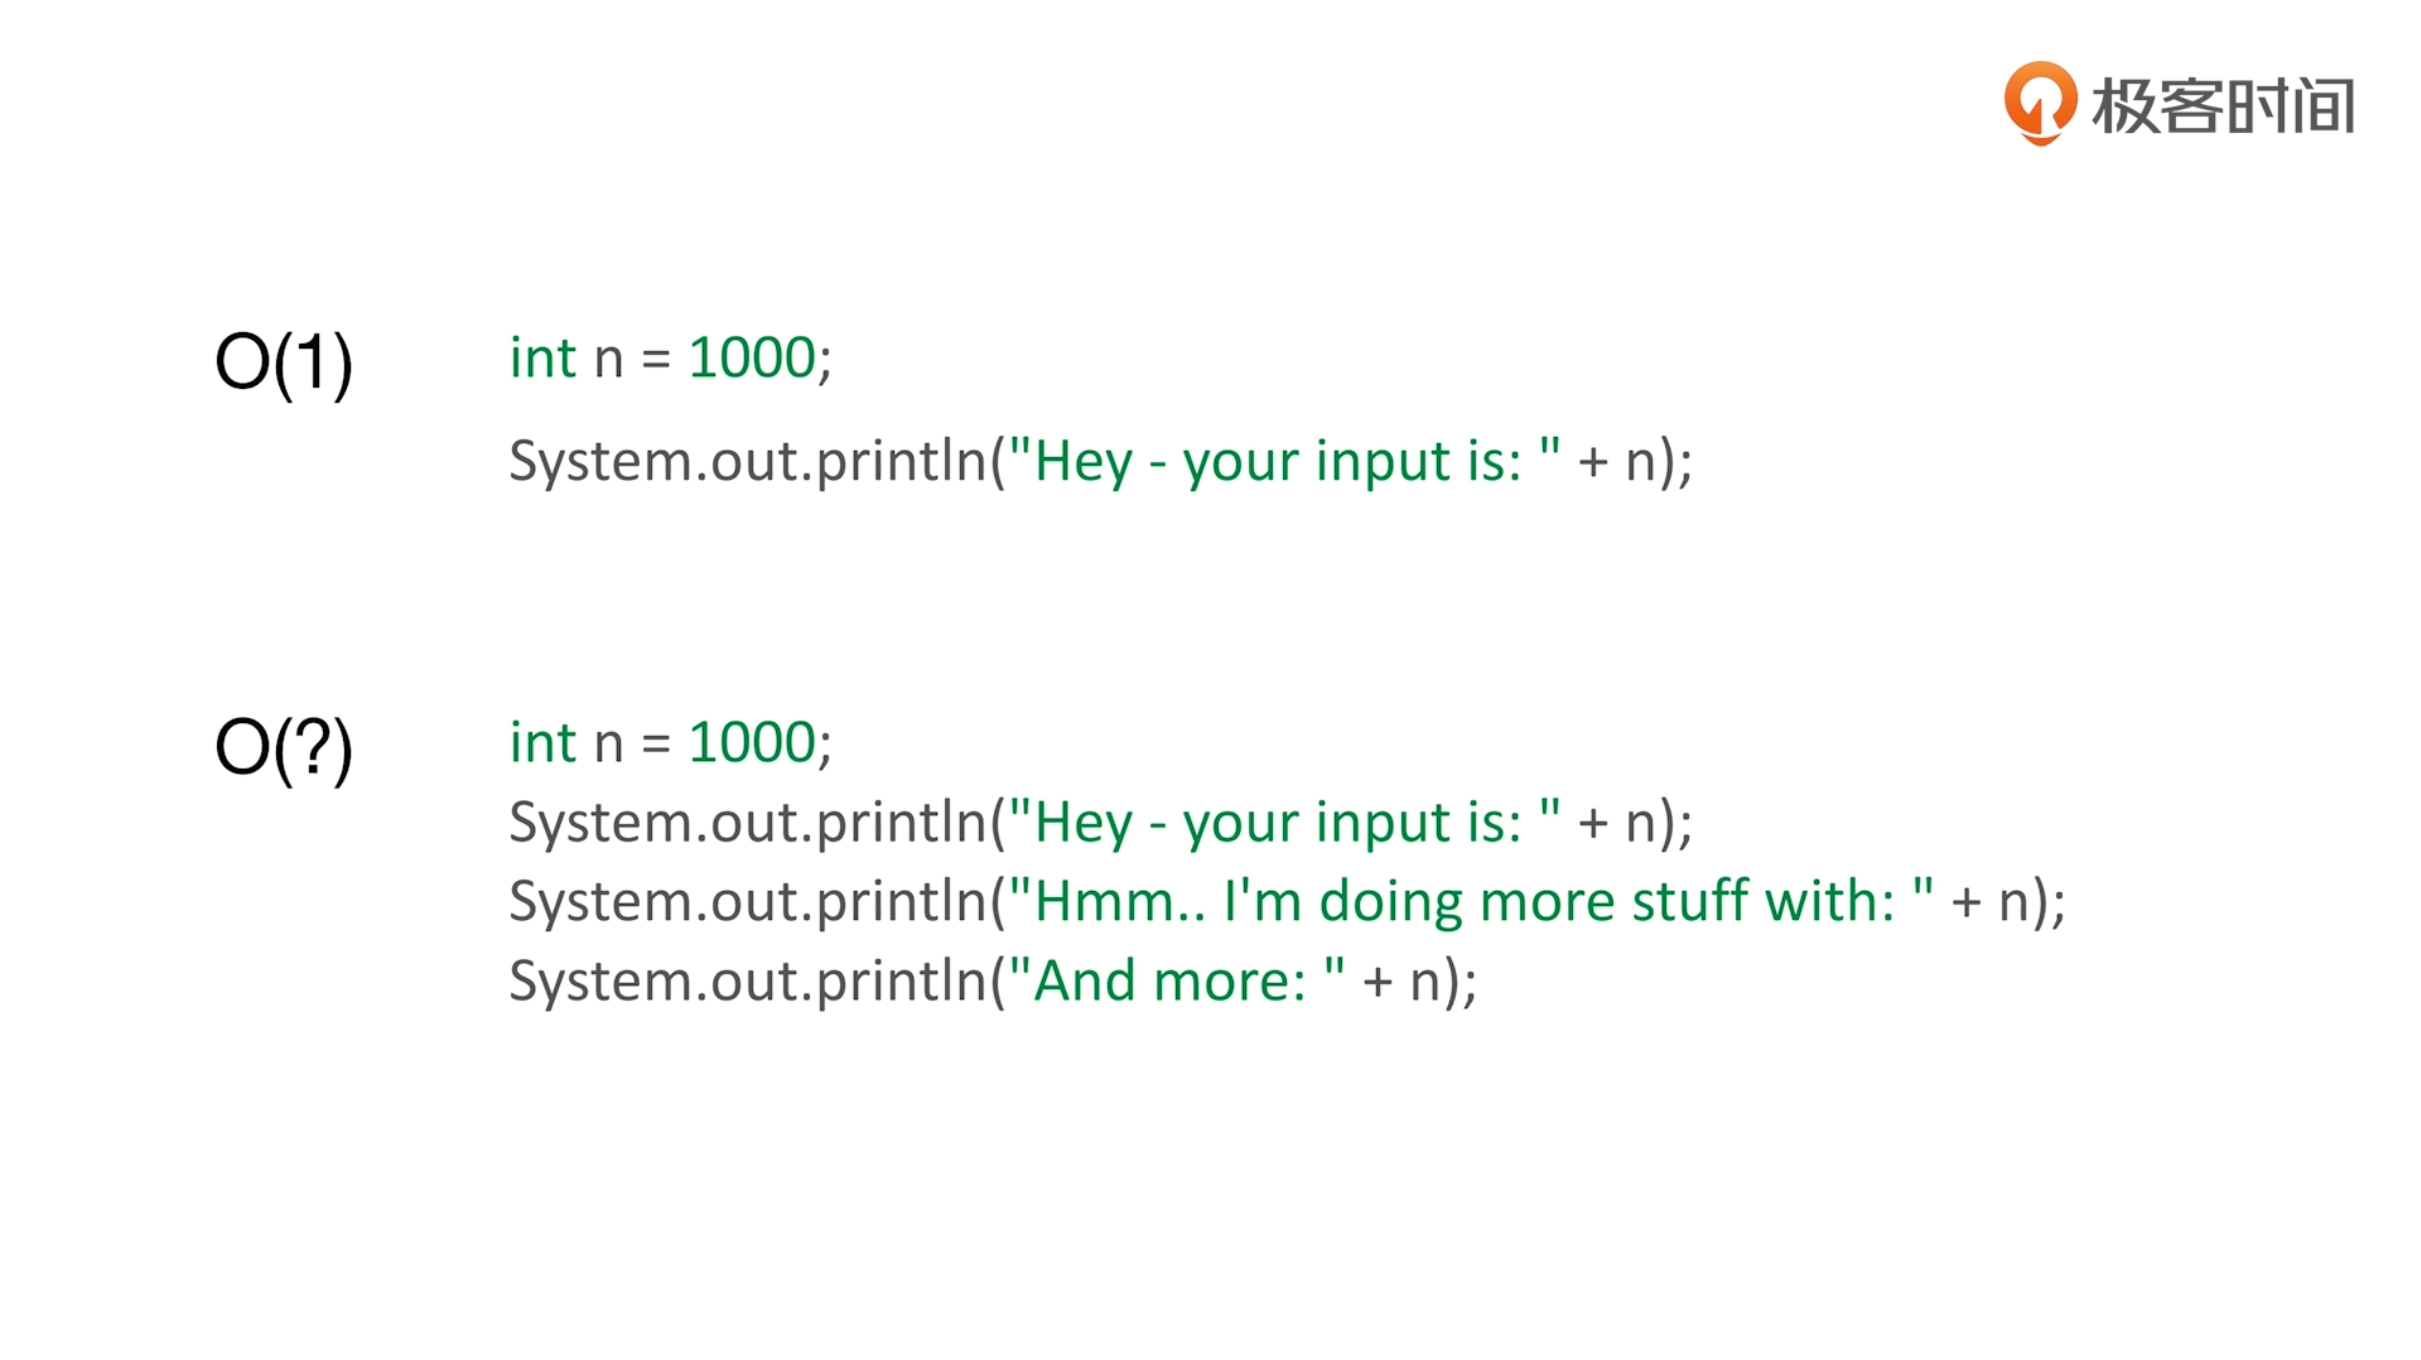 极客时间
O(1)
int n = 1000;
System.out.println("Hey - your input is: " + n);
O(?)
int n = 1000;
System.out.println("Hey - your input is: " + n);
System.out.println("Hmm.. I'm doing more stuff with: " + n);
System.out.println("And more: " + n);